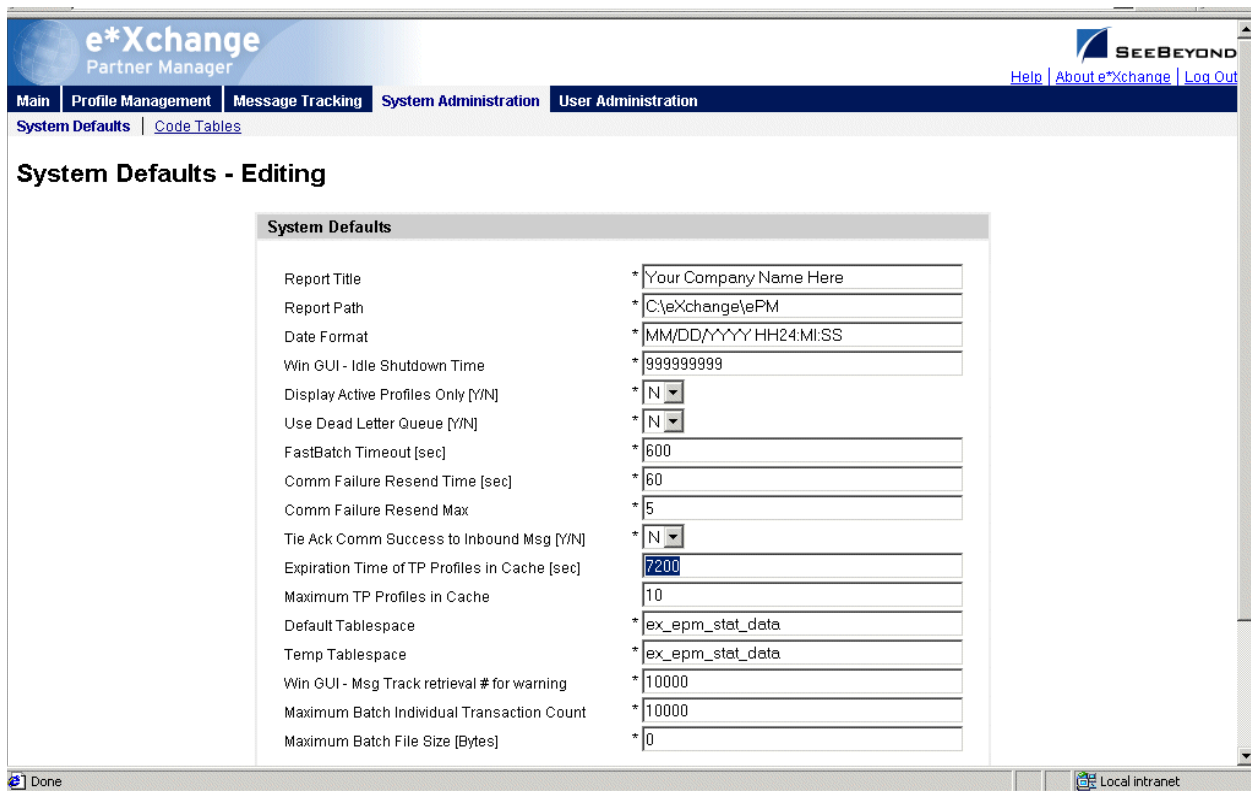 e*Xchange
Partner Manager
SEEBEYOND
Help | About e*Xchange | Log Out
Main Profile Management Message Tracking System Administration User Administration
System Defaults | Code Tables
System Defaults - Editing
System Defaults
Report Title * Your Company Name Here
Report Path * C:\eXchange\ePM
Date Format * MM/DD/YYYY HH24:MI:SS
Win GUI - Idle Shutdown Time * 999999999
Display Active Profiles Only [Y/N] * N
Use Dead Letter Queue [Y/N] * N
FastBatch Timeout [sec] * 600
Comm Failure Resend Time [sec] * 60
Comm Failure Resend Max * 5
Tie Ack Comm Success to Inbound Msg [Y/N] * N
Expiration Time of TP Profiles in Cache [sec] 7200
Maximum TP Profiles in Cache 10
Default Tablespace * ex_epm_stat_data
Temp Tablespace * ex_epm_stat_data
Win GUI - Msg Track retrieval # for warning * 10000
Maximum Batch Individual Transaction Count * 10000
Maximum Batch File Size [Bytes] * 0
Done Local intranet